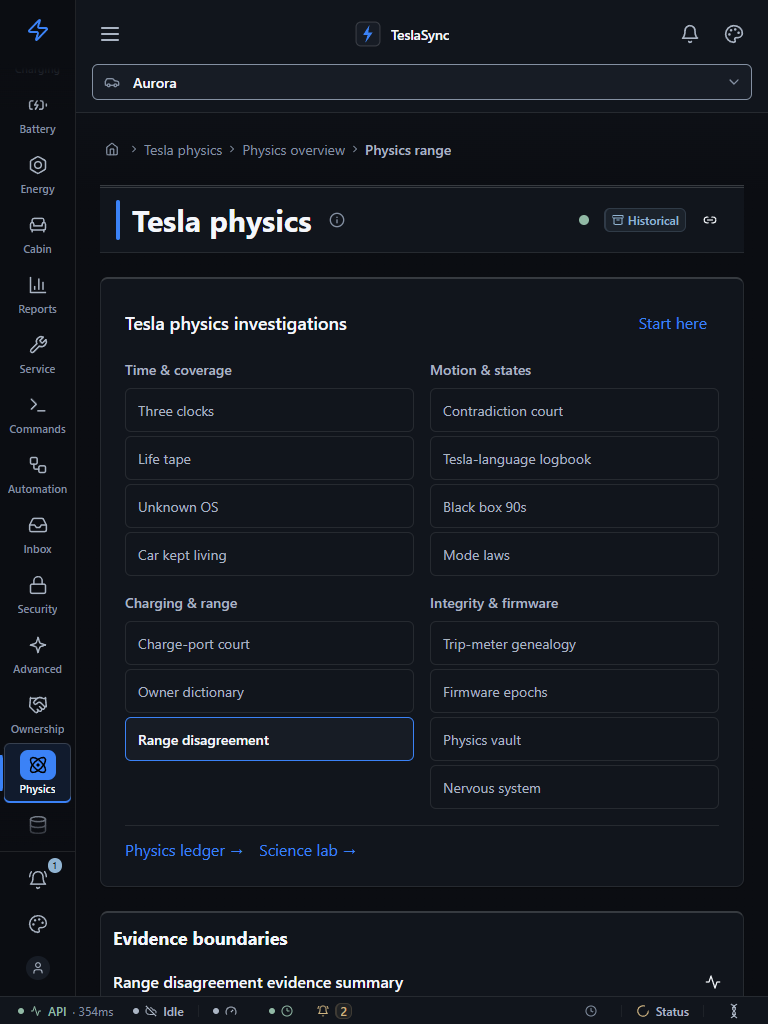 TeslaSync
Aurora
Charging
Battery
Energy
Cabin
Reports
Service
Commands
Automation
Inbox
Security
Advanced
Ownership
Physics
1
Tesla physics > Physics overview > Physics range
Tesla physics
Historical
Tesla physics investigations
Start here
Time & coverage
Three clocks
Life tape
Unknown OS
Car kept living
Motion & states
Contradiction court
Tesla-language logbook
Black box 90s
Mode laws
Charging & range
Charge-port court
Owner dictionary
Range disagreement
Integrity & firmware
Trip-meter genealogy
Firmware epochs
Physics vault
Nervous system
Physics ledger → Science lab →
Evidence boundaries
Range disagreement evidence summary
API · 354ms Idle 2 Status